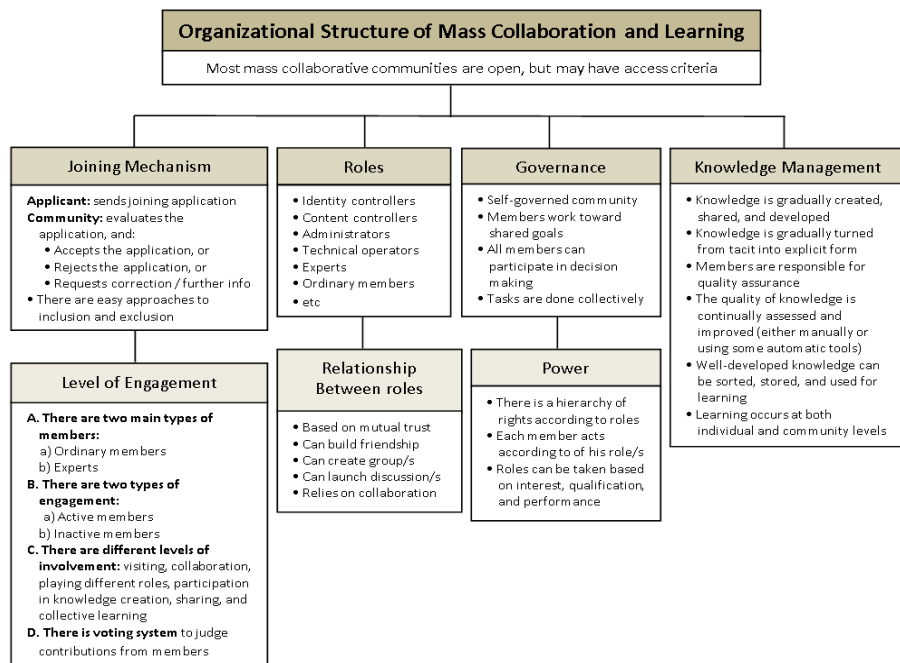 Organizational Structure of Mass Collaboration and Learning
Most mass collaborative communities are open, but may have access criteria
Joining Mechanism
Applicant: sends joining application
Community: evaluates the
application, and:
• Accepts the application, or
• Rejects the application, or
• Requests correction / further info
• There are easy approaches to
inclusion and exclusion
Roles
• Identity controllers
• Content controllers
• Administrators
• Technical operators
• Experts
• Ordinary members
• etc
Governance
• Self-governed community
• Members work toward
shared goals
• All members can
participate in decision
making
• Tasks are done collectively
Knowledge Management
• Knowledge is gradually created,
shared, and developed
• Knowledge is gradually turned
from tacit into explicit form
• Members are responsible for
quality assurance
• The quality of knowledge is
continually assessed and
improved (either manually or
using some automatic tools)
• Well-developed knowledge can
be sorted, stored, and used for
learning
• Learning occurs at both
individual and community levels
Level of Engagement
A. There are two main types of
members:
a) Ordinary members
b) Experts
B. There are two types of
engagement:
a) Active members
b) Inactive members
C. There are different levels of
involvement: visiting, collaboration,
playing different roles, participation
in knowledge creation, sharing, and
collective learning
D. There is voting system to judge
contributions from members
Relationship
Between roles
• Based on mutual trust
• Can build friendship
• Can create group/s
• Can launch discussion/s
• Relies on collaboration
Power
• There is a hierarchy of
rights according to roles
• Each member acts
according to of his role/s
• Roles can be taken based
on interest, qualification,
and performance